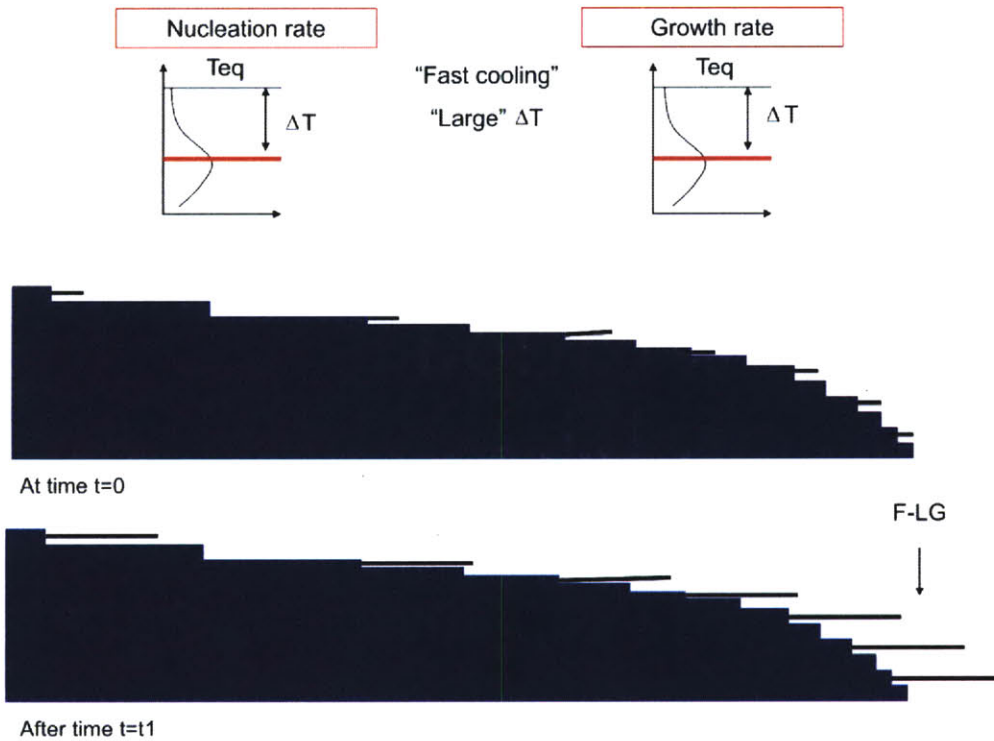 Nucleation rate
Growth rate
Teq
ΔT
"Fast cooling"
"Large" ΔT
Teq
ΔT
At time t=0
F-LG
After time t=t1